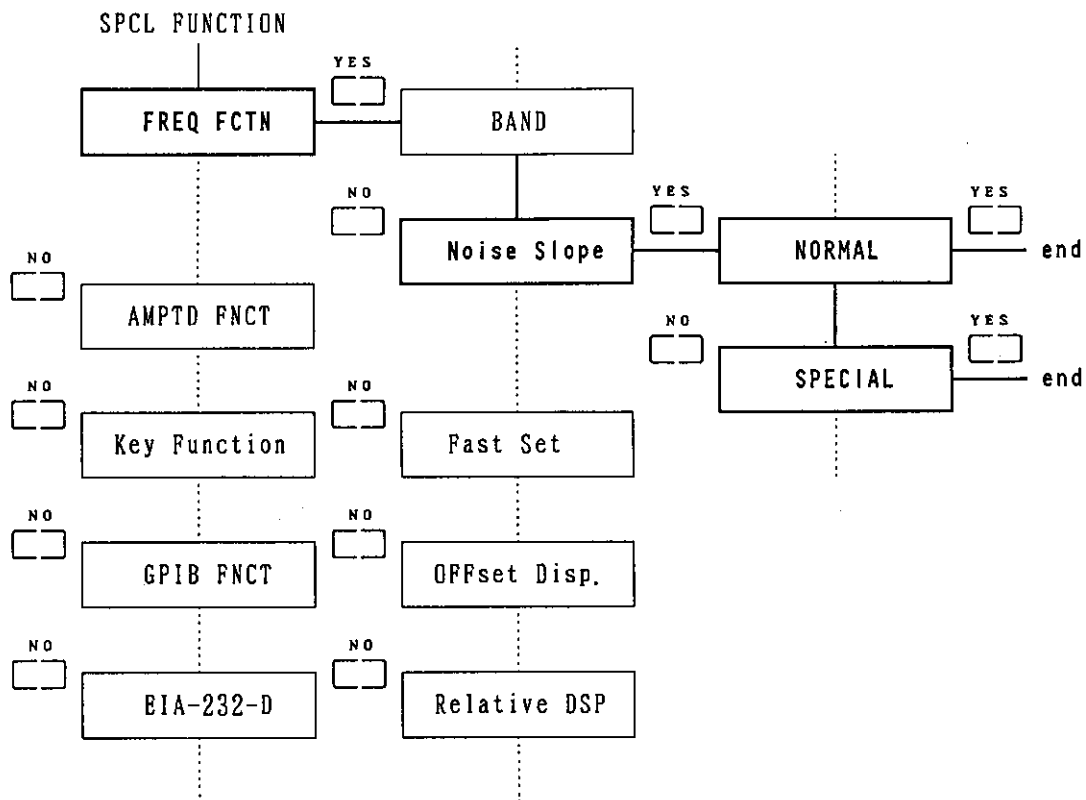 SPCL FUNCTION
YES
FREQ FCTN
BAND
NO
YES
YES
Noise Slope
NORMAL
end
NO
AMPTD FNCT
NO
YES
SPECIAL
end
NO
NO
Key Function
Fast Set
NO
NO
GPIB FNCT
OFFset Disp.
NO
NO
EIA-232-D
Relative DSP